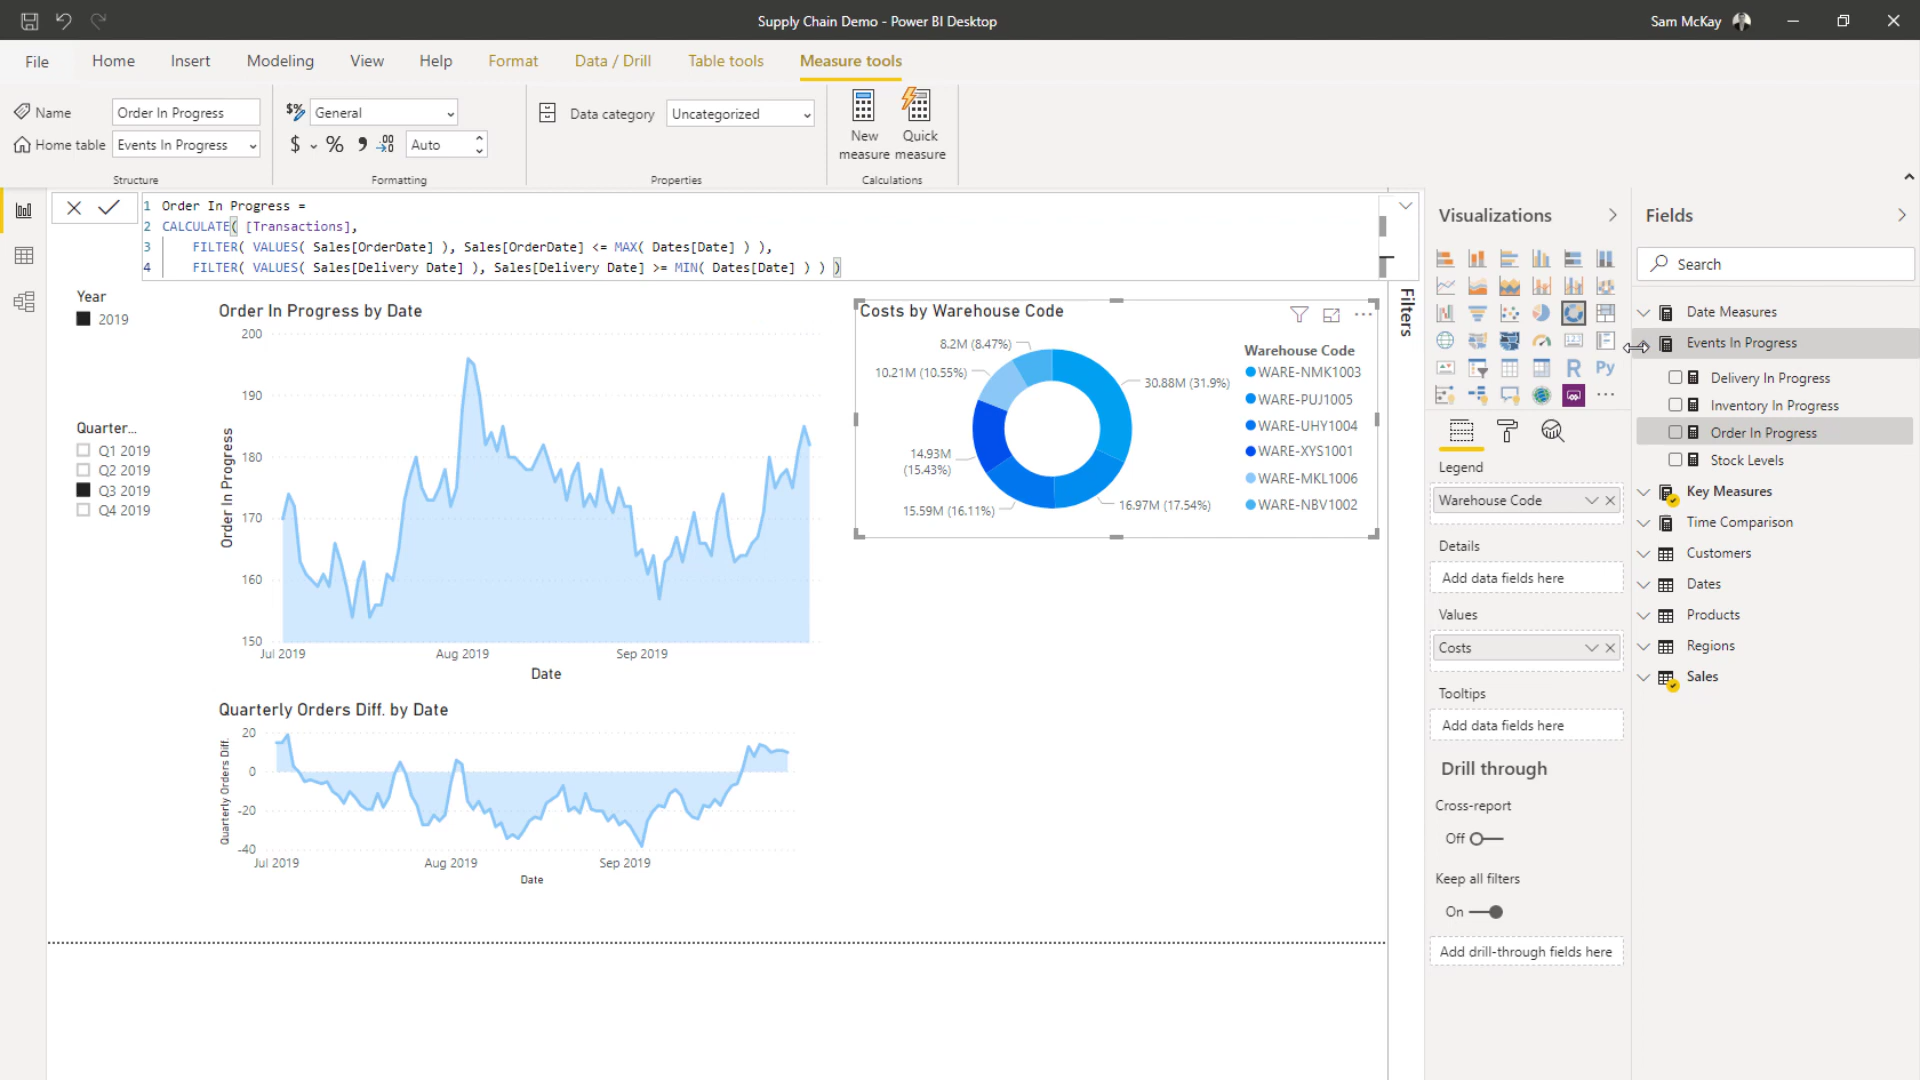 Supply Chain Demo - Power BI Desktop
Sam McKay
File
Home
Insert
Modeling
View
Help
Format
Data / Drill
Table tools
Measure tools
Name
Order In Progress
Home table
Events In Progress
Structure
General
$
%
Auto
Formatting
Data category
Uncategorized
Properties
New measure
Quick measure
Calculations
1 Order In Progress =
2 CALCULATE( [Transactions],
3 FILTER( VALUES( Sales[OrderDate] ), Sales[OrderDate] <= MAX( Dates[Date] ) ),
4 FILTER( VALUES( Sales[Delivery Date] ), Sales[Delivery Date] >= MIN( Dates[Date] ) ) )
Year
2019
Quarter...
Q1 2019
Q2 2019
Q3 2019
Q4 2019
Order In Progress by Date
Order In Progress
200
190
180
170
160
150
Jul 2019
Aug 2019
Sep 2019
Date
Quarterly Orders Diff. by Date
Quarterly Orders Diff.
20
0
-20
-40
Jul 2019
Aug 2019
Sep 2019
Date
Costs by Warehouse Code
8.2M (8.47%)
10.21M (10.55%)
30.88M (31.9%)
14.93M
(15.43%)
15.59M (16.11%)
16.97M (17.54%)
Warehouse Code
WARE-NMK1003
WARE-PUJ1005
WARE-UHY1004
WARE-XYS1001
WARE-MKL1006
WARE-NBV1002
Filters
Visualizations
R
Py
Legend
Warehouse Code
Details
Add data fields here
Values
Costs
Tooltips
Add data fields here
Drill through
Cross-report
Off
Keep all filters
On
Add drill-through fields here
Fields
Search
Date Measures
Events In Progress
Delivery In Progress
Inventory In Progress
Order In Progress
Stock Levels
Key Measures
Time Comparison
Customers
Dates
Products
Regions
Sales